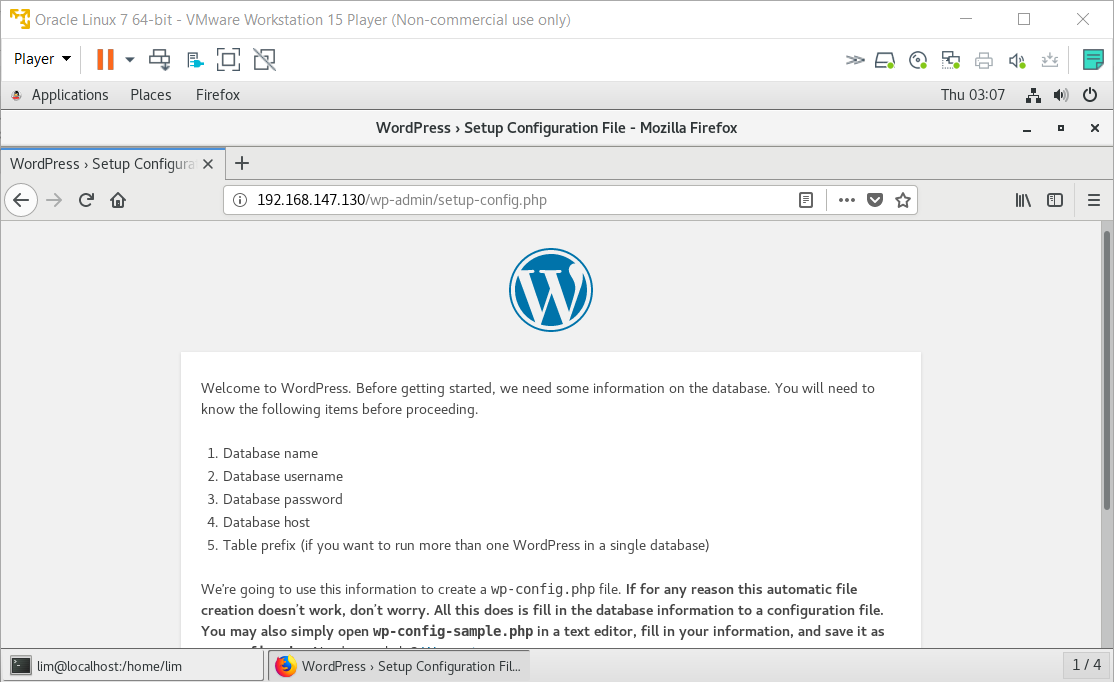 Oracle Linux 7 64-bit - VMware Workstation 15 Player (Non-commercial use only)
Player
Applications Places Firefox Thu 03:07
WordPress › Setup Configuration File - Mozilla Firefox
WordPress › Setup Configura
192.168.147.130/wp-admin/setup-config.php
W
Welcome to WordPress. Before getting started, we need some information on the database. You will need to
know the following items before proceeding.
1. Database name
2. Database username
3. Database password
4. Database host
5. Table prefix (if you want to run more than one WordPress in a single database)
We're going to use this information to create a wp-config.php file. If for any reason this automatic file
creation doesn't work, don't worry. All this does is fill in the database information to a configuration file.
You may also simply open wp-config-sample.php in a text editor, fill in your information, and save it as
lim@localhost:/home/lim
WordPress › Setup Configuration Fil...
1 / 4